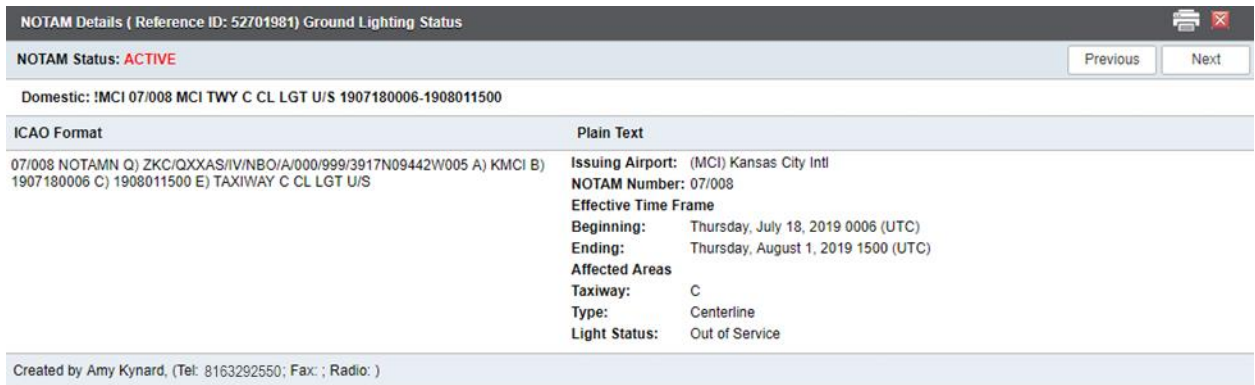 NOTAM Details ( Reference ID: 52701981) Ground Lighting Status
NOTAM Status: ACTIVE
Previous
Next
Domestic: !MCI 07/008 MCI TWY C CL LGT U/S 1907180006-1908011500
ICAO Format
07/008 NOTAMN Q) ZKC/QXXAS/IV/NBO/A/000/999/3917N09442W005 A) KMCI B)
1907180006 C) 1908011500 E) TAXIWAY C CL LGT U/S
Plain Text
Issuing Airport: (MCI) Kansas City Intl
NOTAM Number: 07/008
Effective Time Frame
Beginning: Thursday, July 18, 2019 0006 (UTC)
Ending: Thursday, August 1, 2019 1500 (UTC)
Affected Areas
Taxiway: C
Type: Centerline
Light Status: Out of Service
Created by Amy Kynard, (Tel: 8163292550; Fax: ; Radio: )